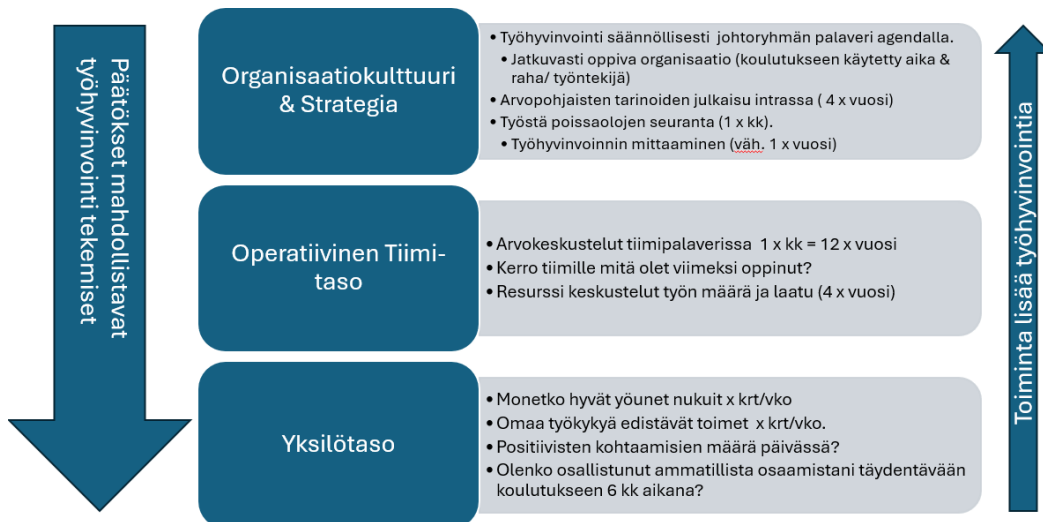 Päätökset mahdollistavat
työhyvinvointi tekemiset
Organisaatiokulttuuri
& Strategia
• Työhyvinvointi säännöllisesti johtoryhmän palaveri agendalla.
• Jatkuvasti oppiva organisaatio (koulutukseen käytetty aika &
raha/ työntekijä)
• Arvopohjaisten tarinoiden julkaisu intrassa ( 4 x vuosi)
• Työstä poissaolojen seuranta (1 x kk).
• Työhyvinvoinnin mittaaminen (väh. 1 x vuosi)
Operatiivinen Tiimi-
taso
• Arvokeskustelut tiimipalaverissa 1 x kk = 12 x vuosi
• Kerro tiimille mitä olet viimeksi oppinut?
• Resurssi keskustelut työn määrä ja laatu (4 x vuosi)
Yksilötaso
• Monetko hyvät yöunet nukuit x krt/vko
• Omaa työkykyä edistävät toimet x krt/vko.
• Positiivisten kohtaamisien määrä päivässä?
• Olenko osallistunut ammatillista osaamistani täydentävään
koulutukseen 6 kk aikana?
Toiminta lisää työhyvinvointia